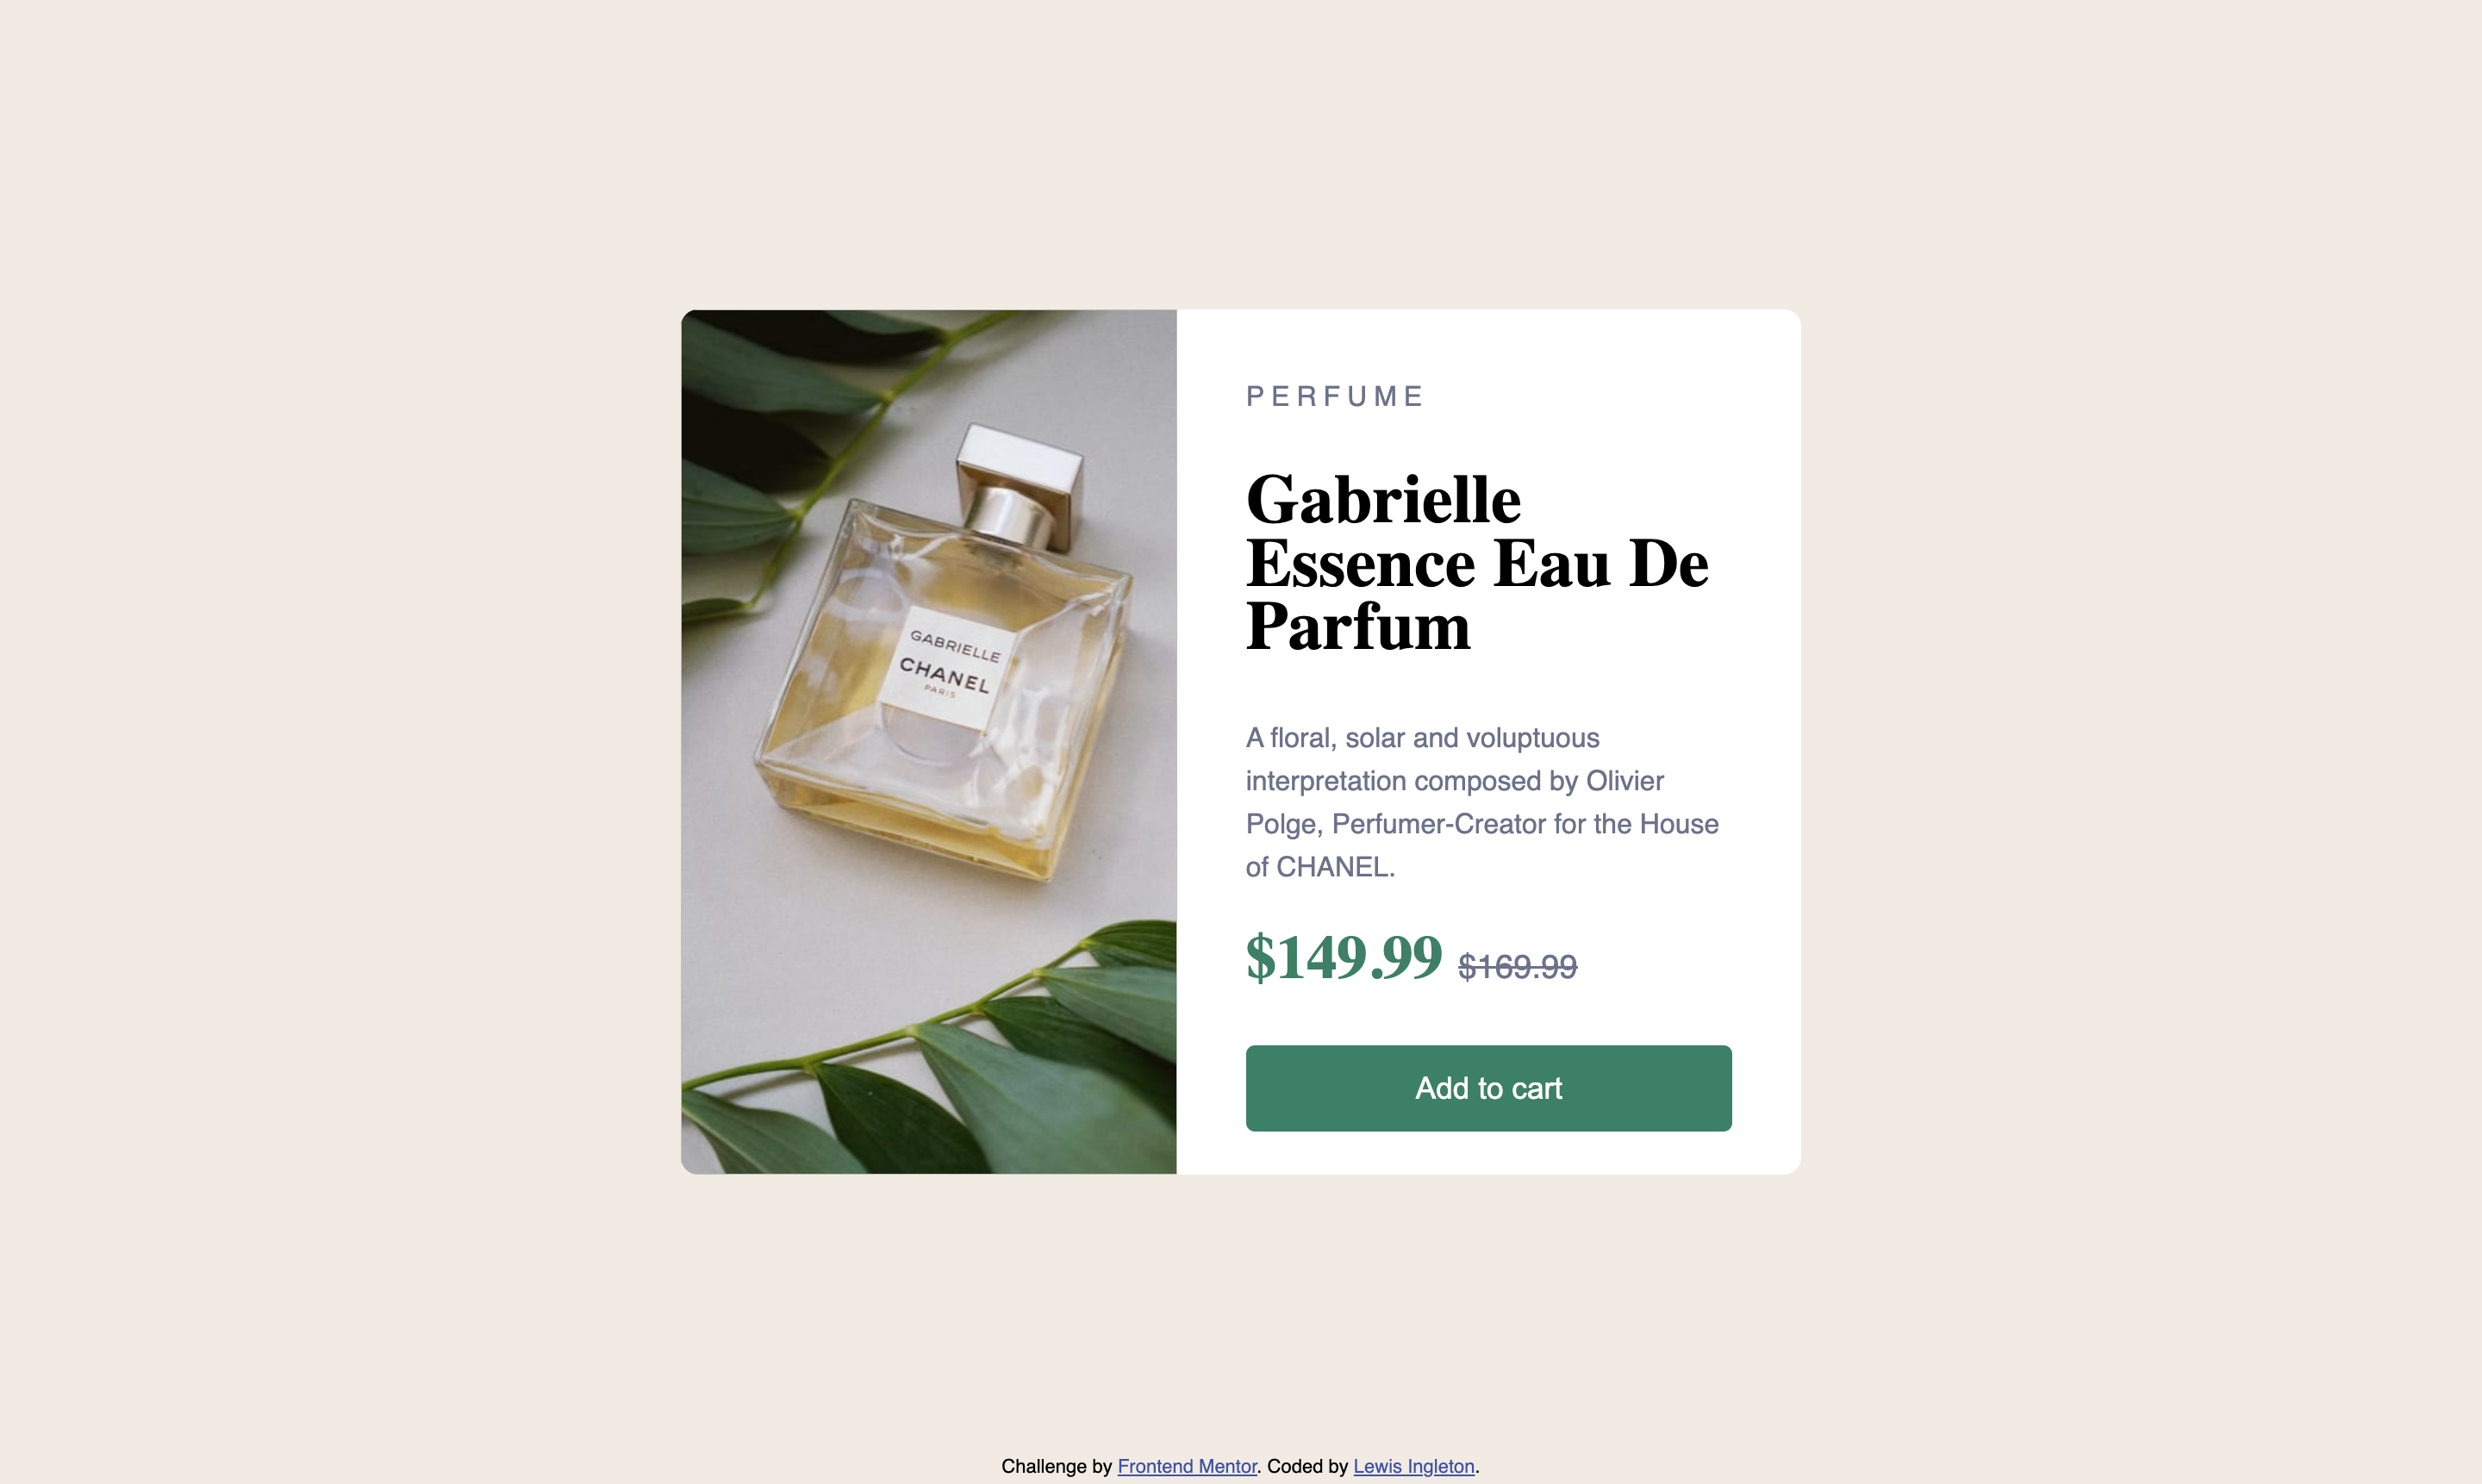 GABRIELLE
CHANEL
PARIS
PERFUME
Gabrielle
Essence Eau De
Parfum
A floral, solar and voluptuous
interpretation composed by Olivier
Polge, Perfumer-Creator for the House
of CHANEL.
$149.99 $169.99
Add to cart
Challenge by Frontend Mentor. Coded by Lewis Ingleton.